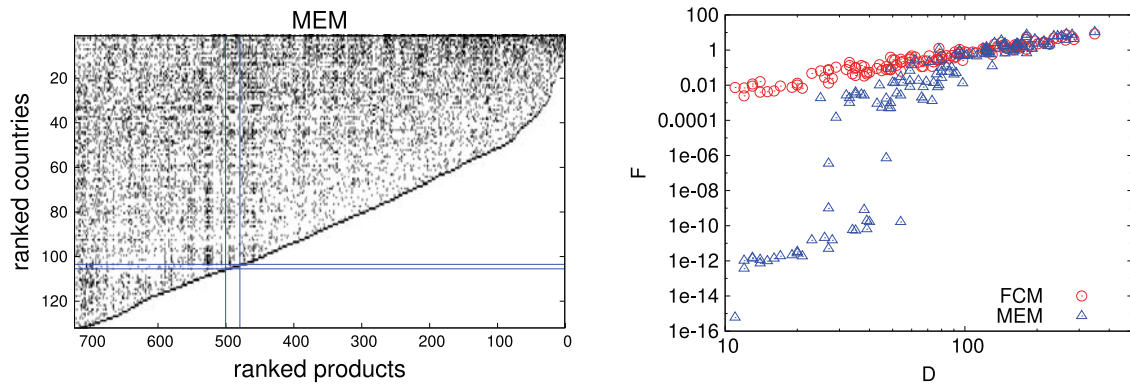 MEM
ranked countries
20
40
60
80
100
120
700 600 500 400 300 200 100 0
ranked products
F
100
1
0.01
0.0001
1e-06
1e-08
1e-10
1e-12
1e-14
1e-16
FCM
MEM
10 100
D